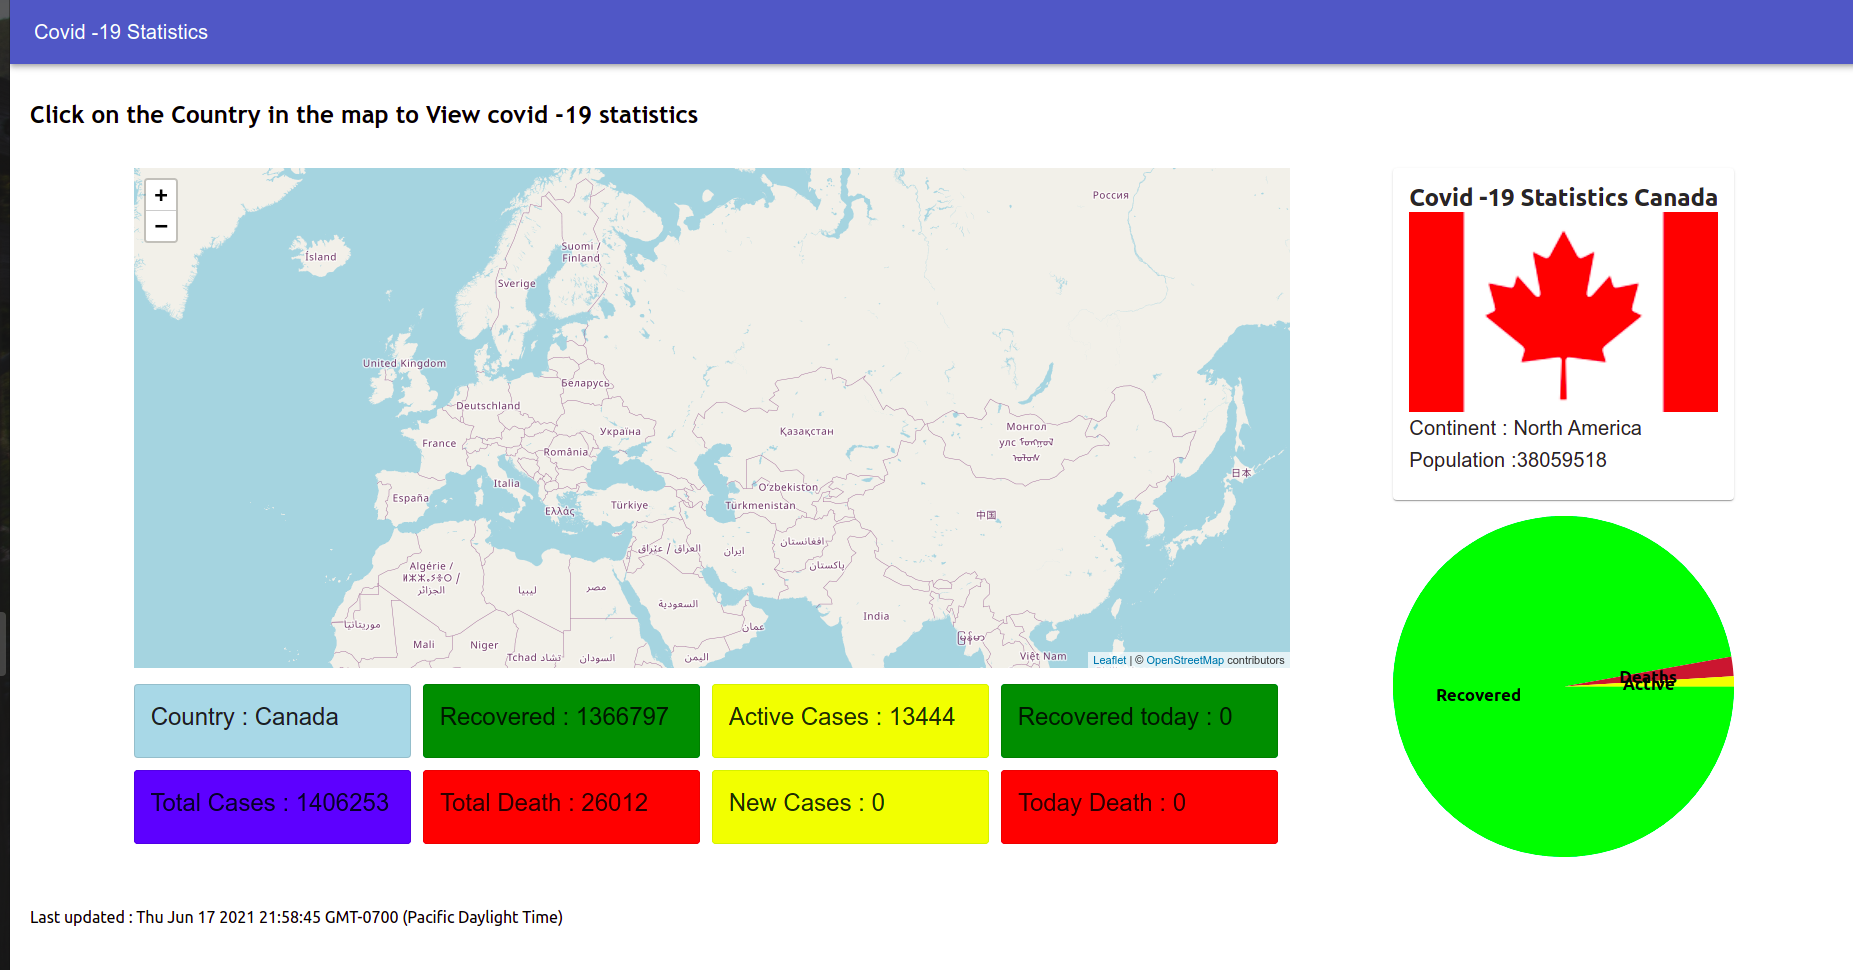 Covid -19 Statistics
Click on the Country in the map to View covid -19 statistics
+
−
Россия
Ísland
Suomi /
Finland
Sverige
United Kingdom
Беларусь
Deutschland
France
Україна
Қазақстан
Монгол
улс
România
Italia
España
Ελλάς
Türkiye
Oʻzbekiston
Türkmenistan
中国
日本
العراق / عێراق
ایران
افغانستان
پاکستان
Algérie /
الجزائر
ليبيا
مصر
السعودية
عمان
India
موريتانيا
Mali
Niger
Tchad تشاد
السودان
اليمن
Việt Nam
Leaflet | © OpenStreetMap contributors
Covid -19 Statistics Canada
Continent : North America
Population :38059518
Country : Canada
Recovered : 1366797
Active Cases : 13444
Recovered today : 0
Total Cases : 1406253
Total Death : 26012
New Cases : 0
Today Death : 0
Deaths
Active
Recovered
Last updated : Thu Jun 17 2021 21:58:45 GMT-0700 (Pacific Daylight Time)